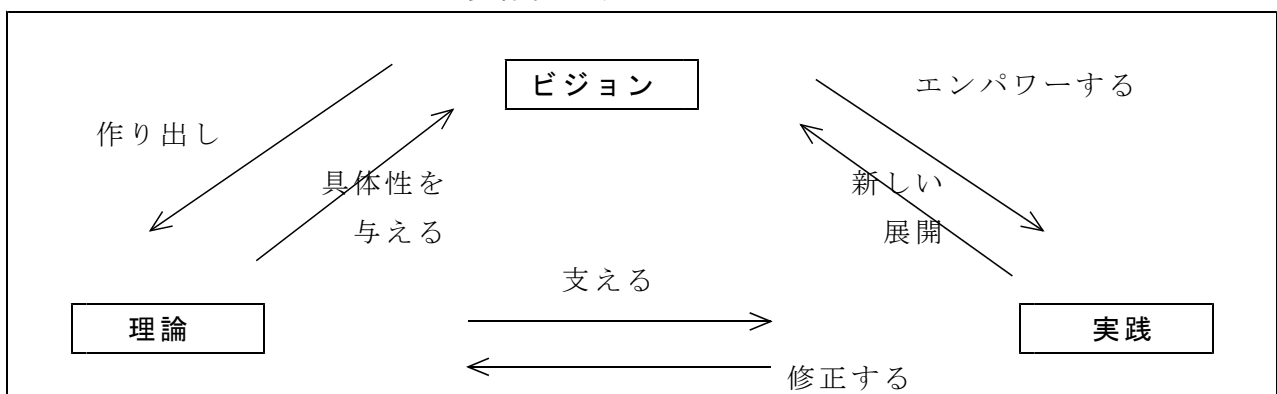 ビジョン
エンパワーする
作り出し
具体性を
与える
新しい
展開
支える
理論
実践
修正する